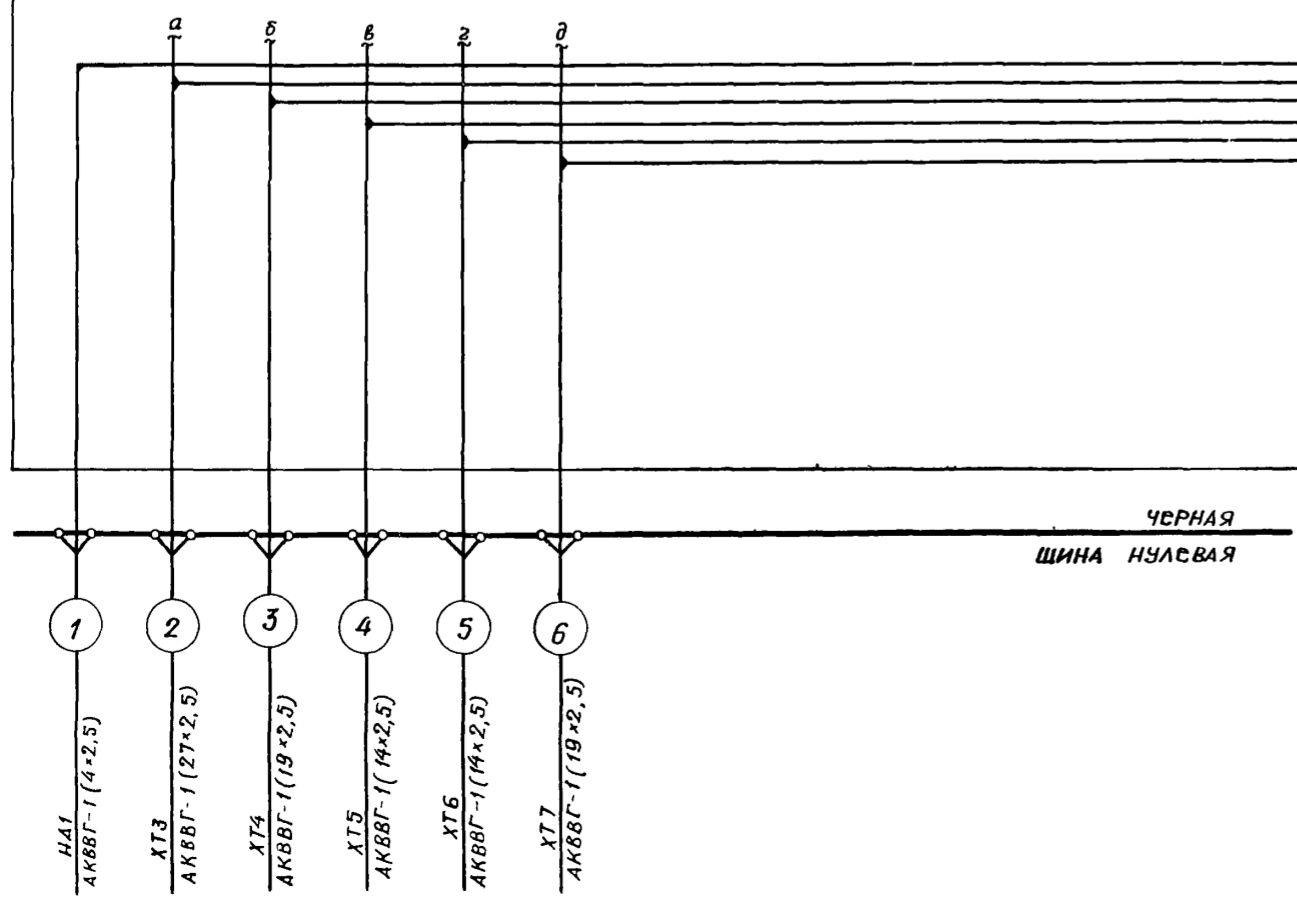 а б в г д
ЧЕРНАЯ
ШИНА НУЛЕВАЯ
1 2 3 4 5 6
НА1
АКВВГ-1(4×2,5)
ХТ3
АКВВГ-1(27×2,5)
ХТ4
АКВВГ-1(19×2,5)
ХТ5
АКВВГ-1(14×2,5)
ХТ6
АКВВГ-1(14×2,5)
ХТ7
АКВВГ-1(19×2,5)